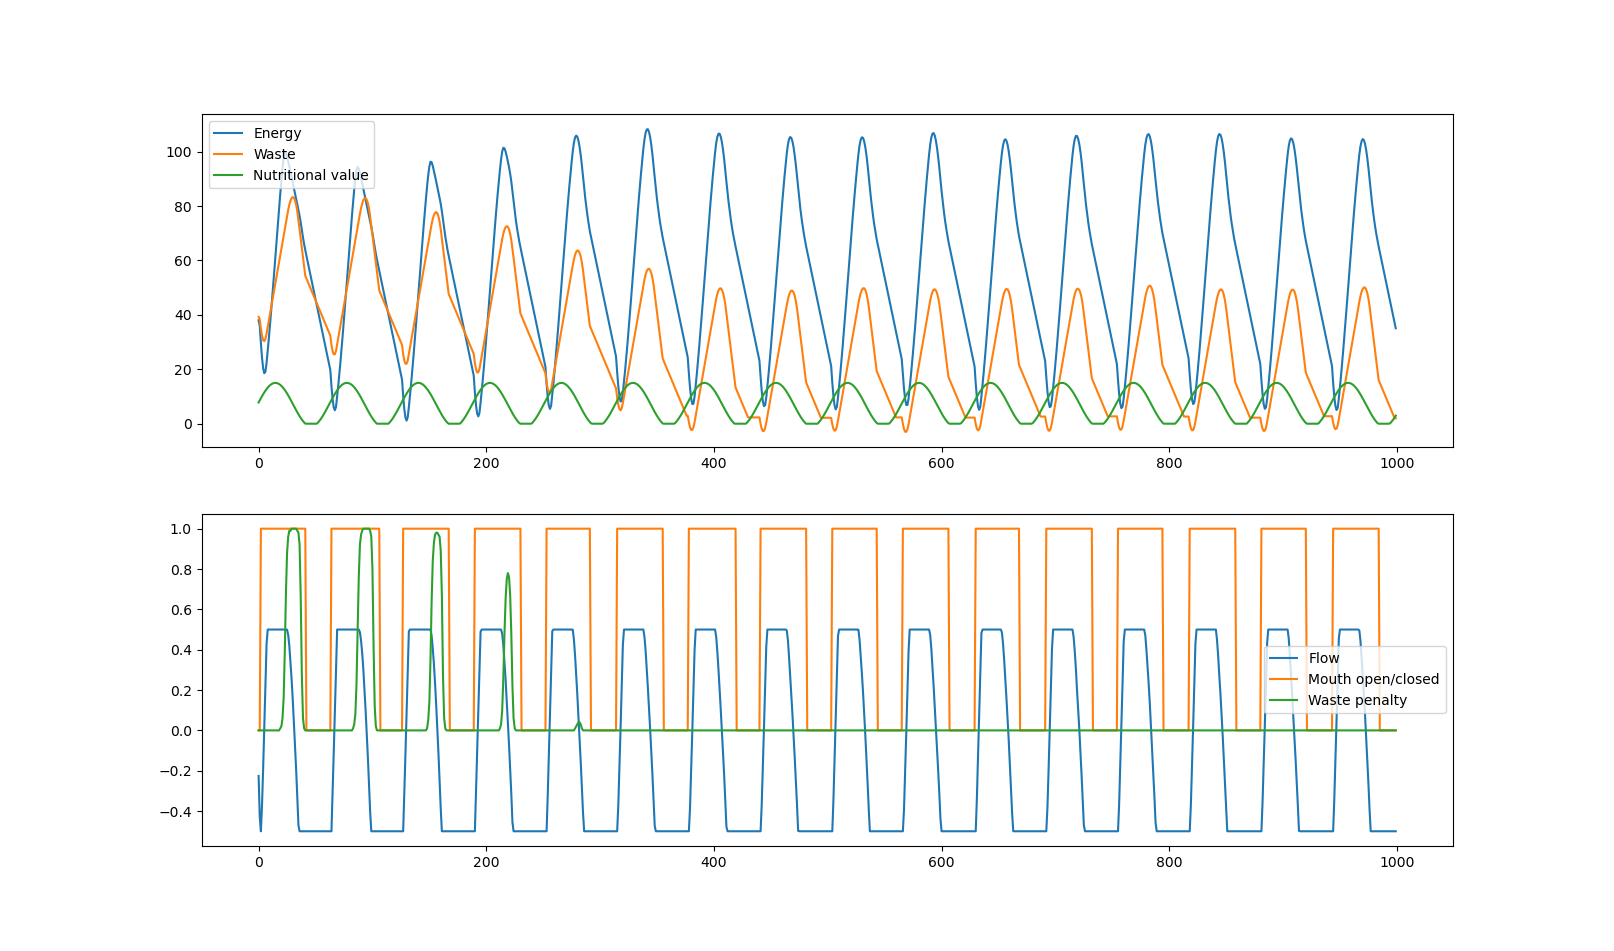 Energy
Waste
Nutritional value
100
80
60
40
20
0
0 200 400 600 800 1000
1.0
0.8
0.6
0.4
0.2
0.0
−0.2
−0.4
Flow
Mouth open/closed
Waste penalty
0 200 400 600 800 1000